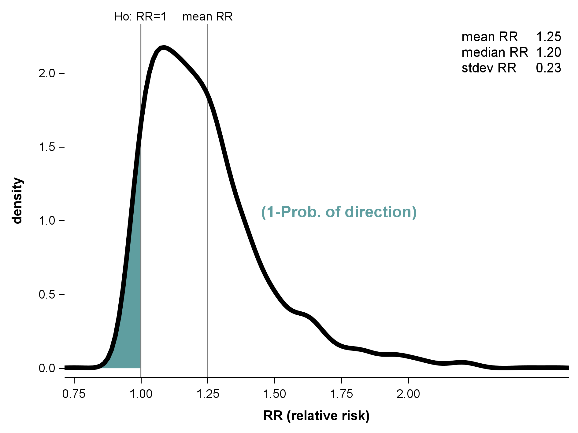 Ho: RR=1 mean RR
mean RR 1.25
median RR 1.20
stdev RR 0.23
2.0
1.5
1.0
0.5
0.0
density
(1-Prob. of direction)
0.75 1.00 1.25 1.50 1.75 2.00
RR (relative risk)